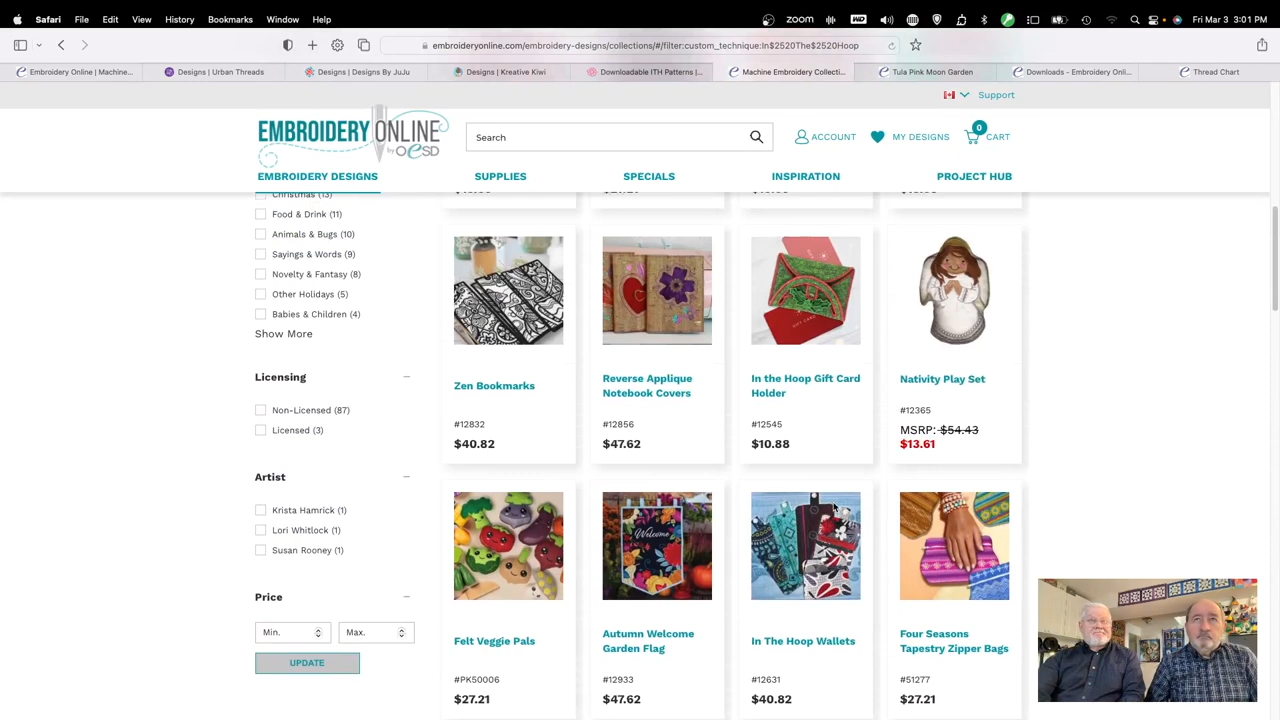 Safari File Edit View History Bookmarks Window Help
zoom
WD
Fri Mar 3 3:01 PM
embroideryonline.com/embroidery-designs/collections/#/filter:custom_technique:In$2520The$2520Hoop
Embroidery Online | Machine...
Designs | Urban Threads
Designs | Designs By JuJu
Designs | Kreative Kiwi
Downloadable ITH Patterns |...
Machine Embroidery Collecti...
Tula Pink Moon Garden
Downloads - Embroidery Onli...
Thread Chart
Support
EMBROIDERY ONLINE
by OESD
Search
ACCOUNT
MY DESIGNS
0
CART
EMBROIDERY DESIGNS
SUPPLIES
SPECIALS
INSPIRATION
PROJECT HUB
Christmas (13)
Food & Drink (11)
Animals & Bugs (10)
Sayings & Words (9)
Novelty & Fantasy (8)
Other Holidays (5)
Babies & Children (4)
Show More
Licensing
Non-Licensed (87)
Licensed (3)
Artist
Krista Hamrick (1)
Lori Whitlock (1)
Susan Rooney (1)
Price
Min.
Max.
UPDATE
GIFT CARD
Zen Bookmarks
#12832
$40.82
Reverse Applique
Notebook Covers
#12856
$47.62
In the Hoop Gift Card
Holder
#12545
$10.88
Nativity Play Set
#12365
MSRP: $54.43
$13.61
Welcome
Felt Veggie Pals
#PK50006
$27.21
Autumn Welcome
Garden Flag
#12933
$47.62
In The Hoop Wallets
#12631
$40.82
Four Seasons
Tapestry Zipper Bags
#51277
$27.21